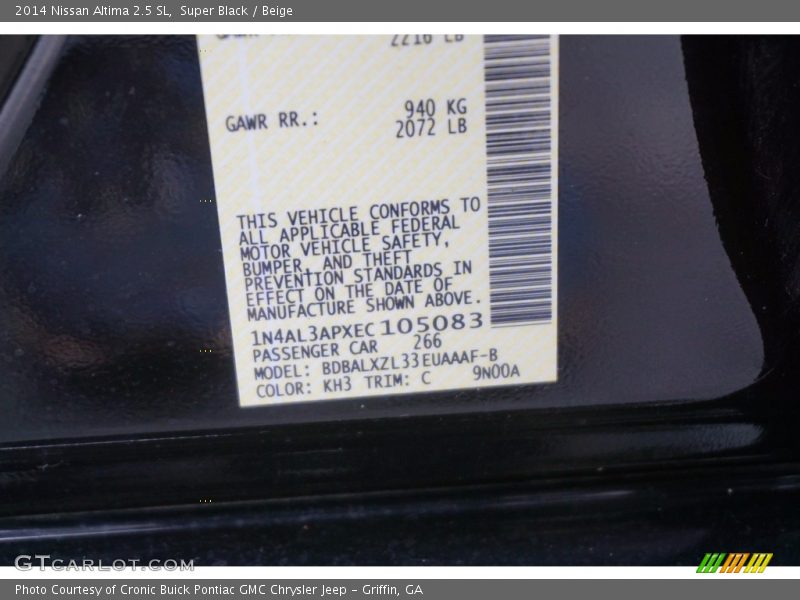 2014 Nissan Altima 2.5 SL, Super Black / Beige
2216 LB
GAWR RR.: 940 KG
2072 LB
THIS VEHICLE CONFORMS TO
ALL APPLICABLE FEDERAL
MOTOR VEHICLE SAFETY,
BUMPER, AND THEFT
PREVENTION STANDARDS IN
EFFECT ON THE DATE OF
MANUFACTURE SHOWN ABOVE.
1N4AL3APXEC105083
PASSENGER CAR 266
MODEL: BDBALXZL33EUAAAF-B
COLOR: KH3 TRIM: C 9N00A
GTCARLOT.COM
Photo Courtesy of Cronic Buick Pontiac GMC Chrysler Jeep - Griffin, GA